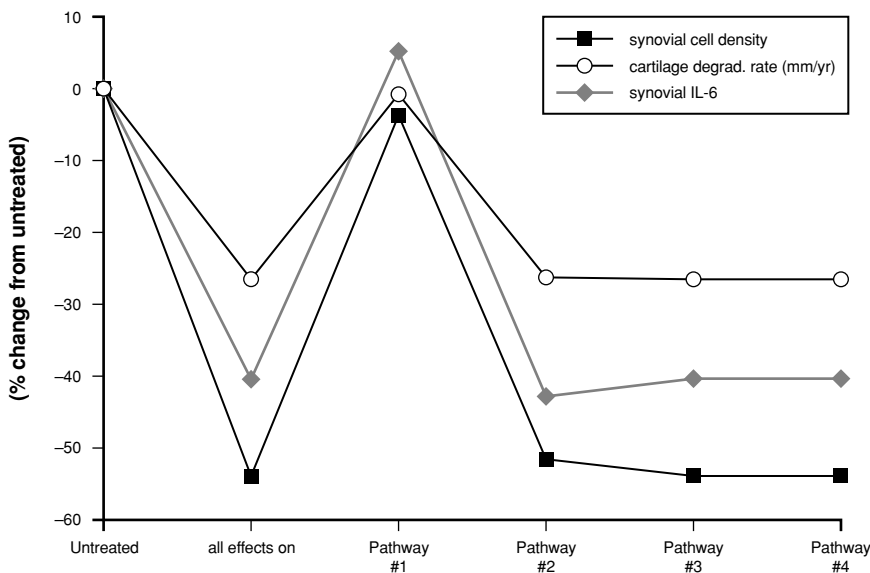 10
0
–10
–20
–30
–40
–50
–60
(% change from untreated)
synovial cell density
cartilage degrad. rate (mm/yr)
synovial IL-6
Untreated
all effects on
Pathway
#1
Pathway
#2
Pathway
#3
Pathway
#4